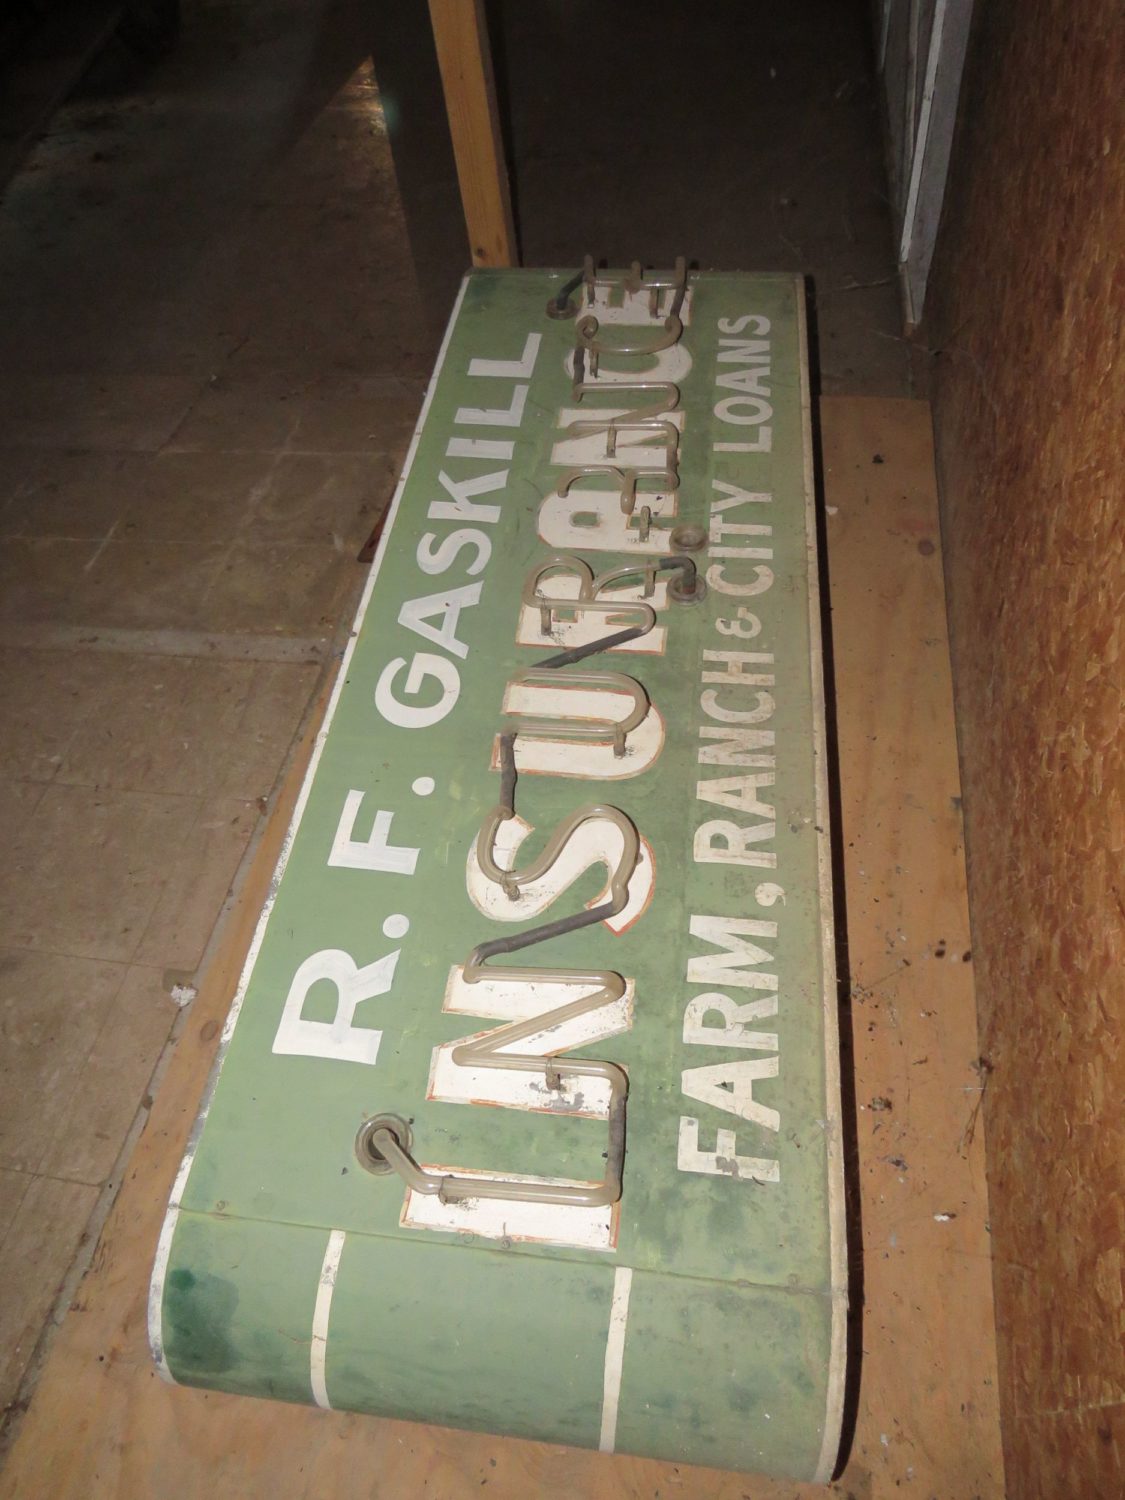 R. F. GASKILL
INSURANCE
FARM, RANCH & CITY LOANS